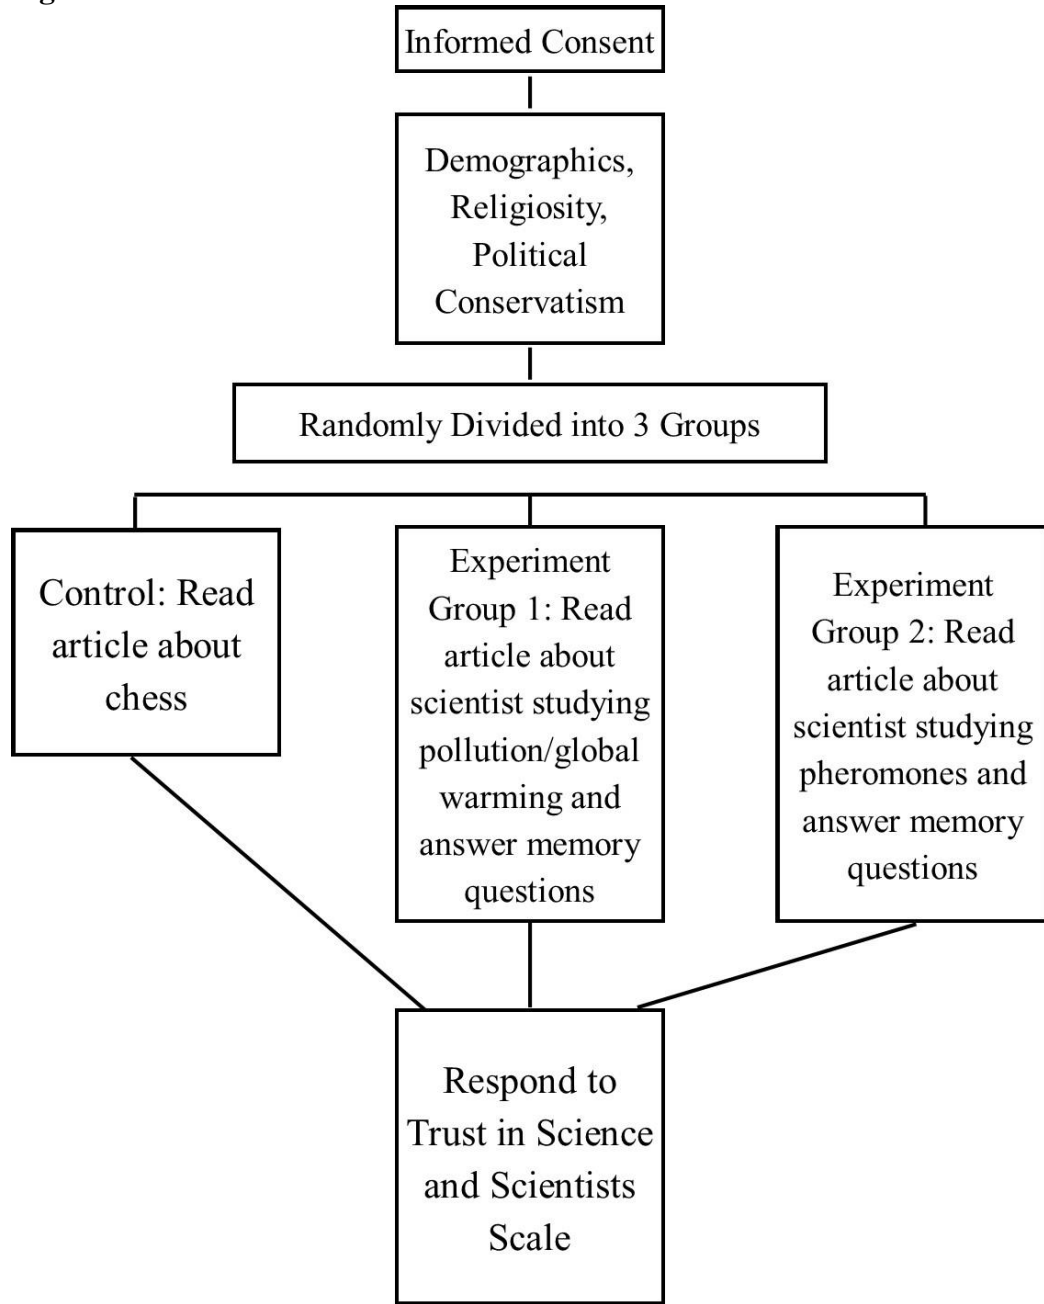 Informed Consent
Demographics,
Religiosity,
Political
Conservatism
Randomly Divided into 3 Groups
Control: Read
article about
chess
Experiment
Group 1: Read
article about
scientist studying
pollution/global
warming and
answer memory
questions
Experiment
Group 2: Read
article about
scientist studying
pheromones and
answer memory
questions
Respond to
Trust in Science
and Scientists
Scale